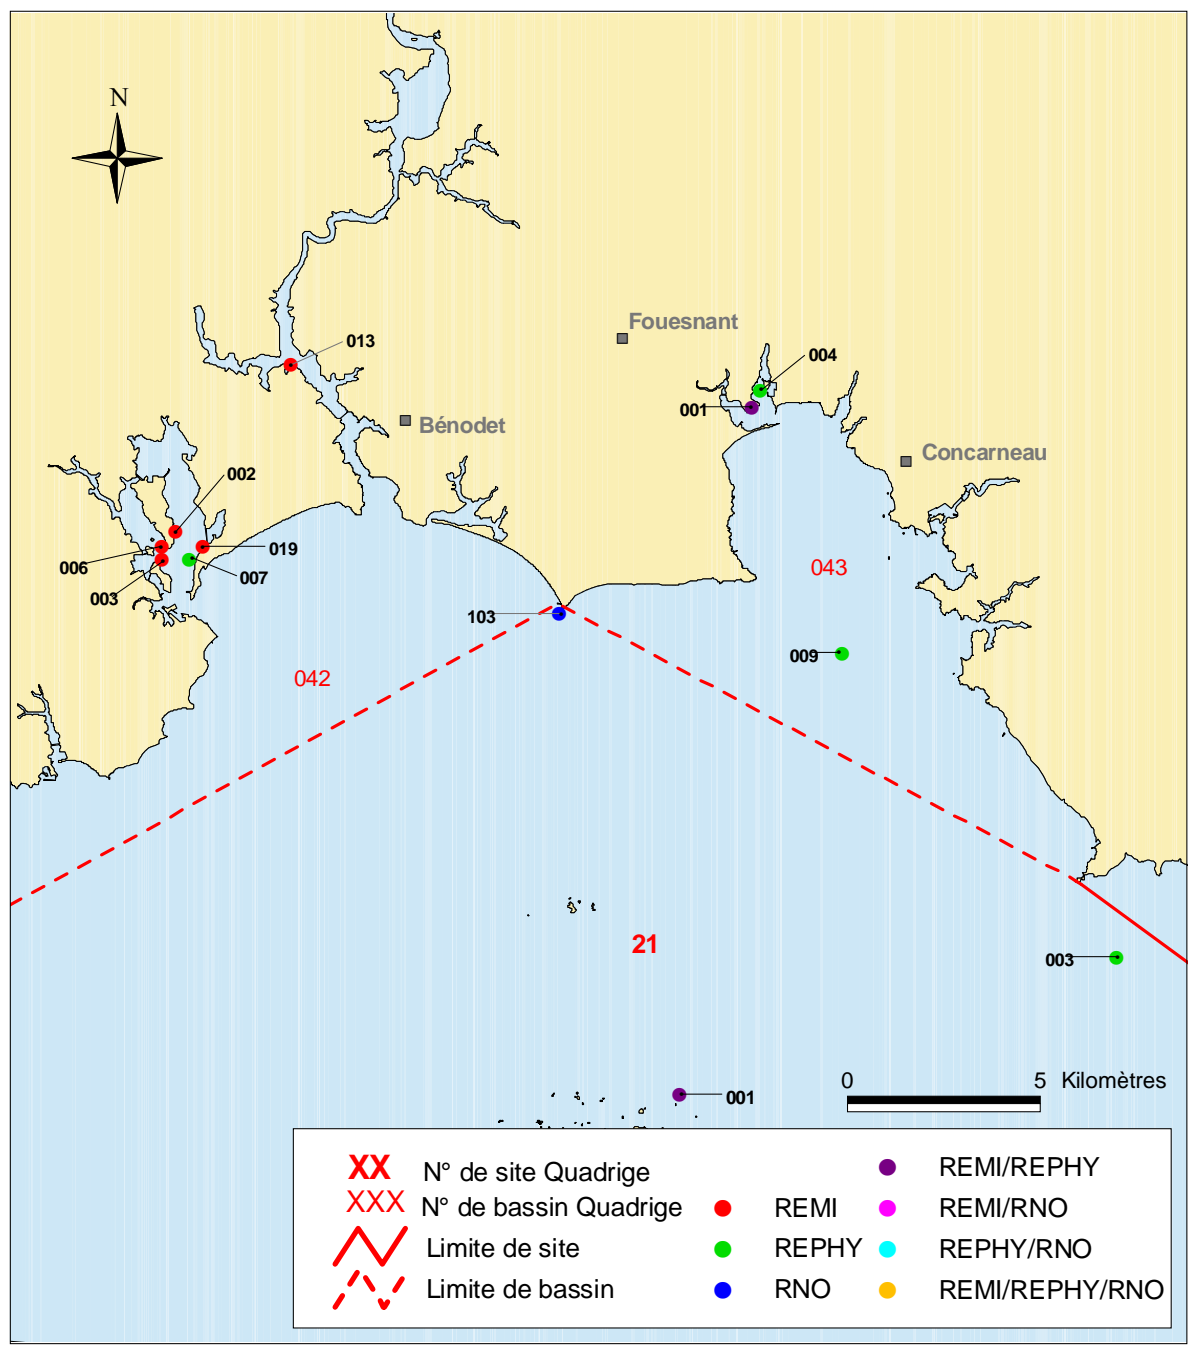 N
Fouesnant
013
004
001
Bénodet
Concarneau
002
019
006
007
043
003
103
009
042
21
003
0 5 Kilomètres
001
XX N° de site Quadrige
XXX N° de bassin Quadrige
Limite de site
Limite de bassin
REMI
REPHY
RNO
REMI/REPHY
REMI/RNO
REPHY/RNO
REMI/REPHY/RNO